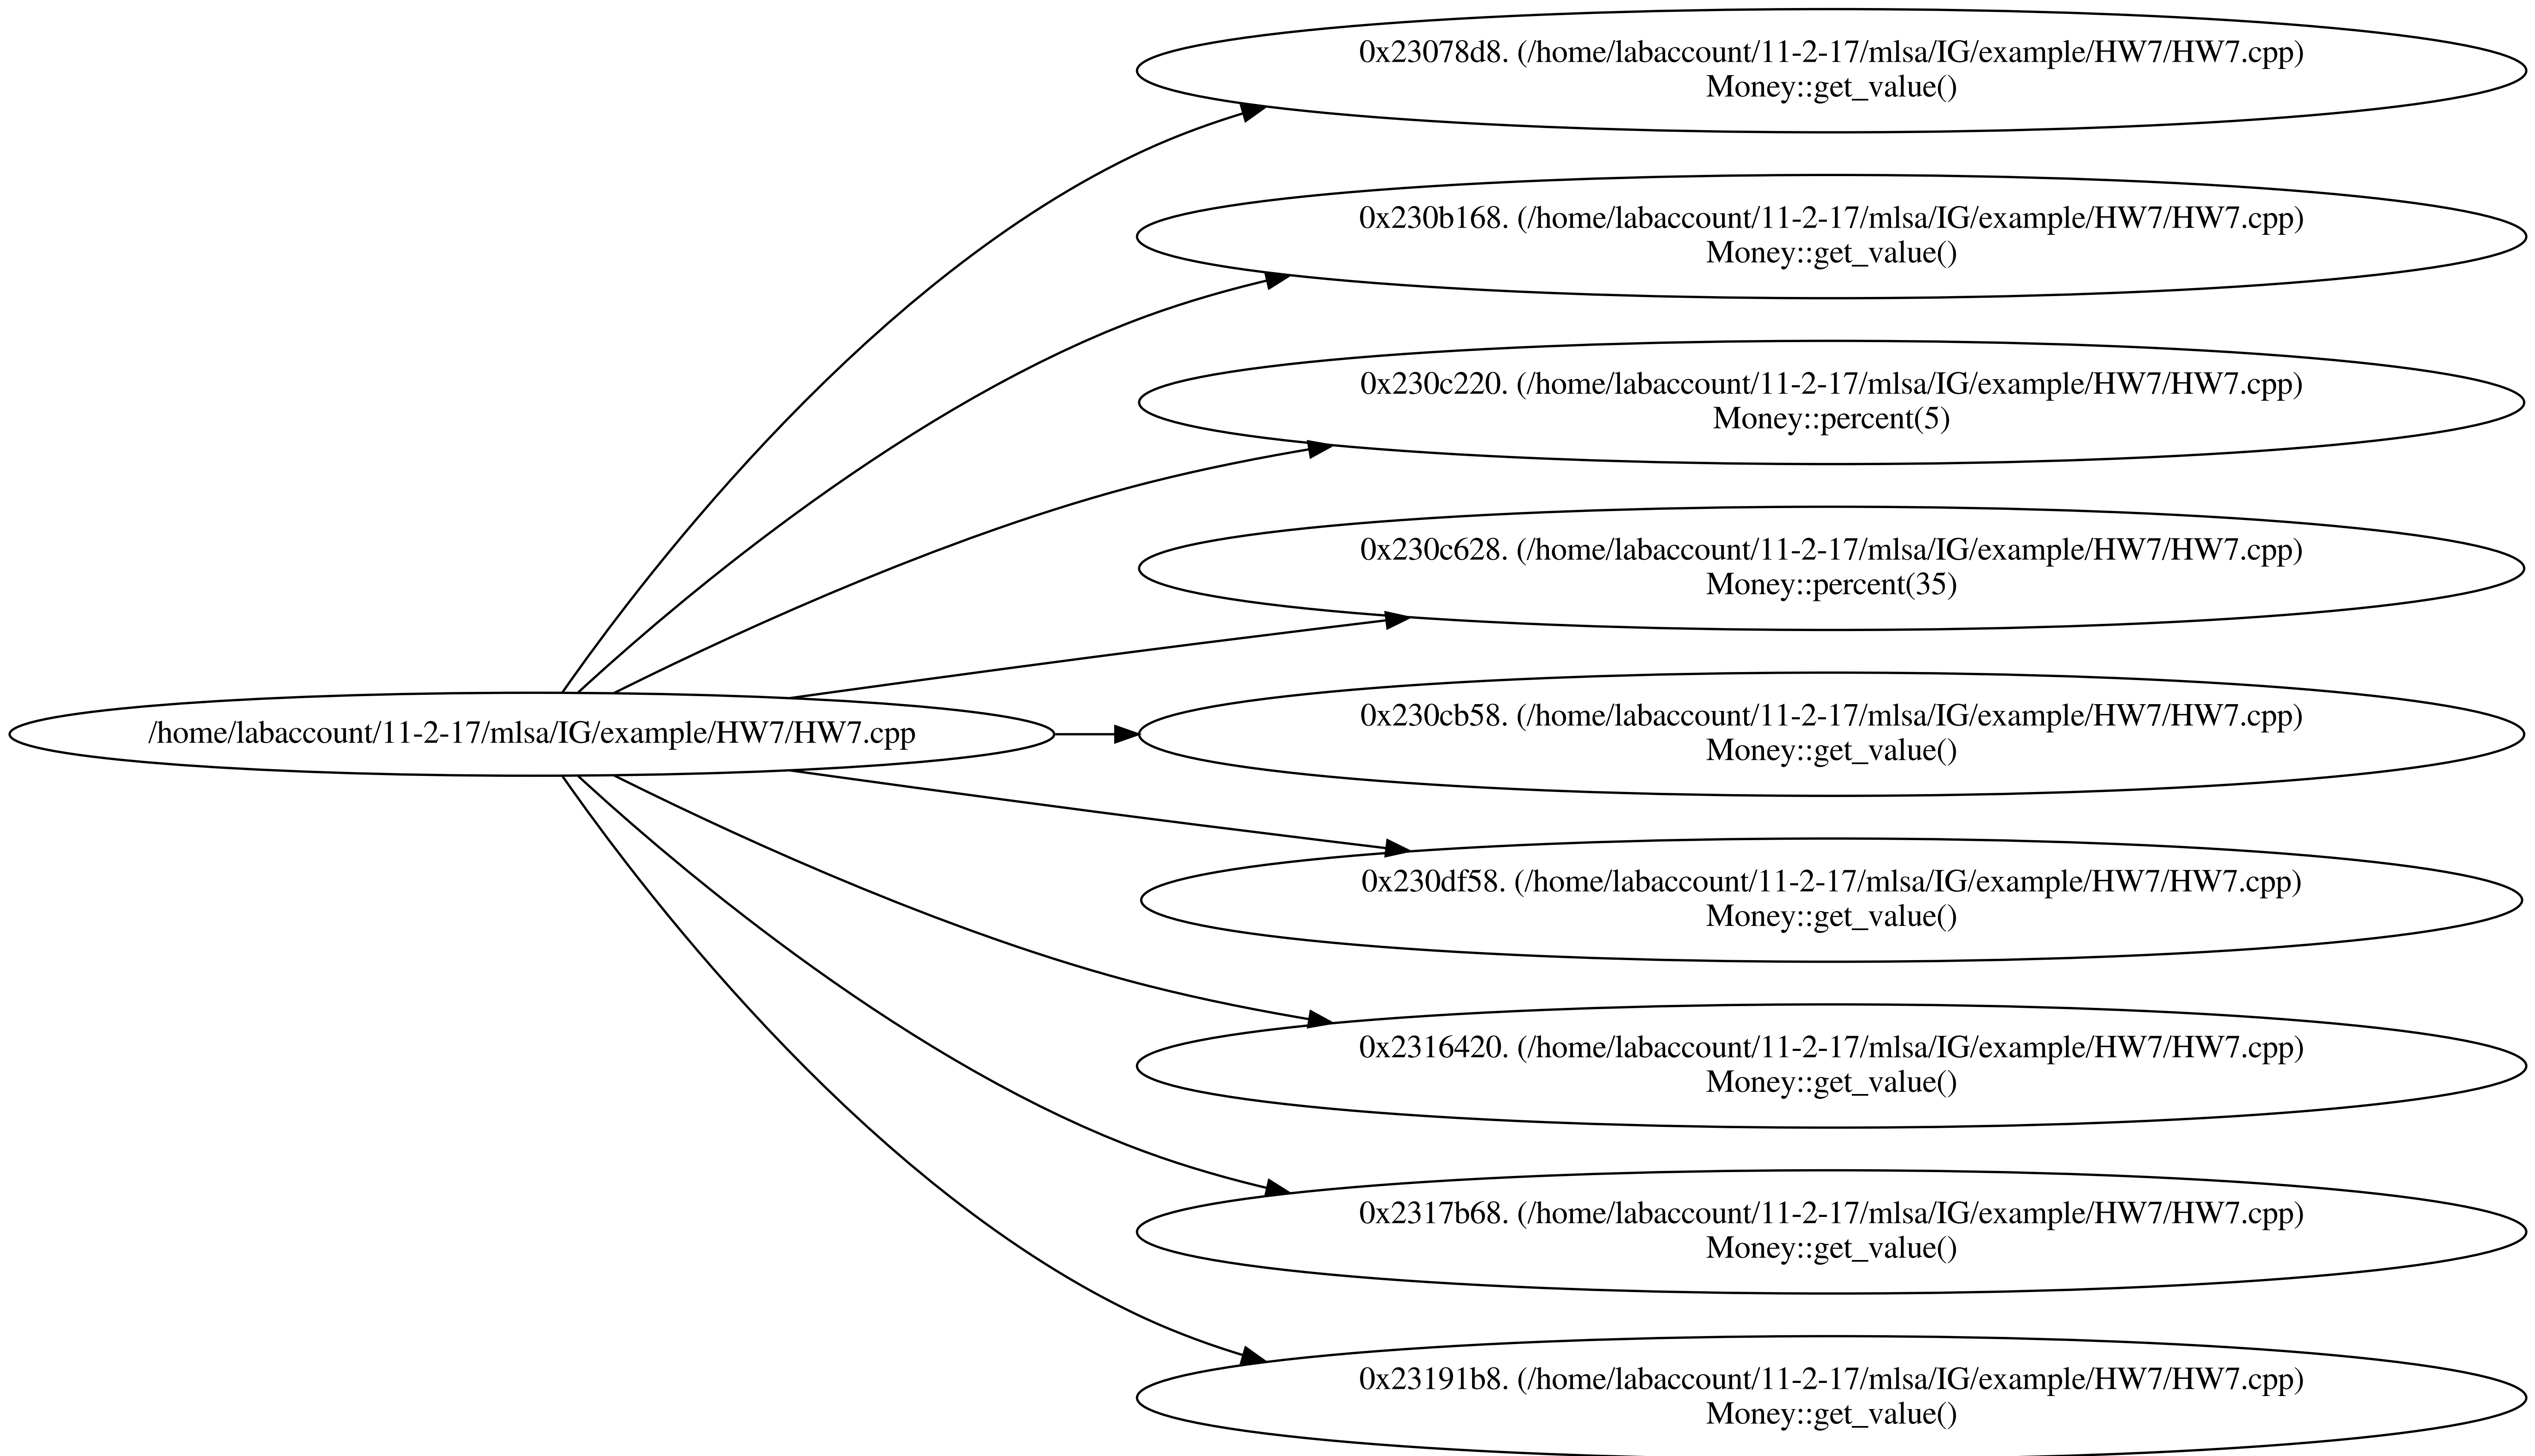 0x23078d8. (/home/labaccount/11-2-17/mlsa/IG/example/HW7/HW7.cpp)
Money::get_value()
0x230b168. (/home/labaccount/11-2-17/mlsa/IG/example/HW7/HW7.cpp)
Money::get_value()
0x230c220. (/home/labaccount/11-2-17/mlsa/IG/example/HW7/HW7.cpp)
Money::percent(5)
0x230c628. (/home/labaccount/11-2-17/mlsa/IG/example/HW7/HW7.cpp)
Money::percent(35)
/home/labaccount/11-2-17/mlsa/IG/example/HW7/HW7.cpp
0x230cb58. (/home/labaccount/11-2-17/mlsa/IG/example/HW7/HW7.cpp)
Money::get_value()
0x230df58. (/home/labaccount/11-2-17/mlsa/IG/example/HW7/HW7.cpp)
Money::get_value()
0x2316420. (/home/labaccount/11-2-17/mlsa/IG/example/HW7/HW7.cpp)
Money::get_value()
0x2317b68. (/home/labaccount/11-2-17/mlsa/IG/example/HW7/HW7.cpp)
Money::get_value()
0x23191b8. (/home/labaccount/11-2-17/mlsa/IG/example/HW7/HW7.cpp)
Money::get_value()